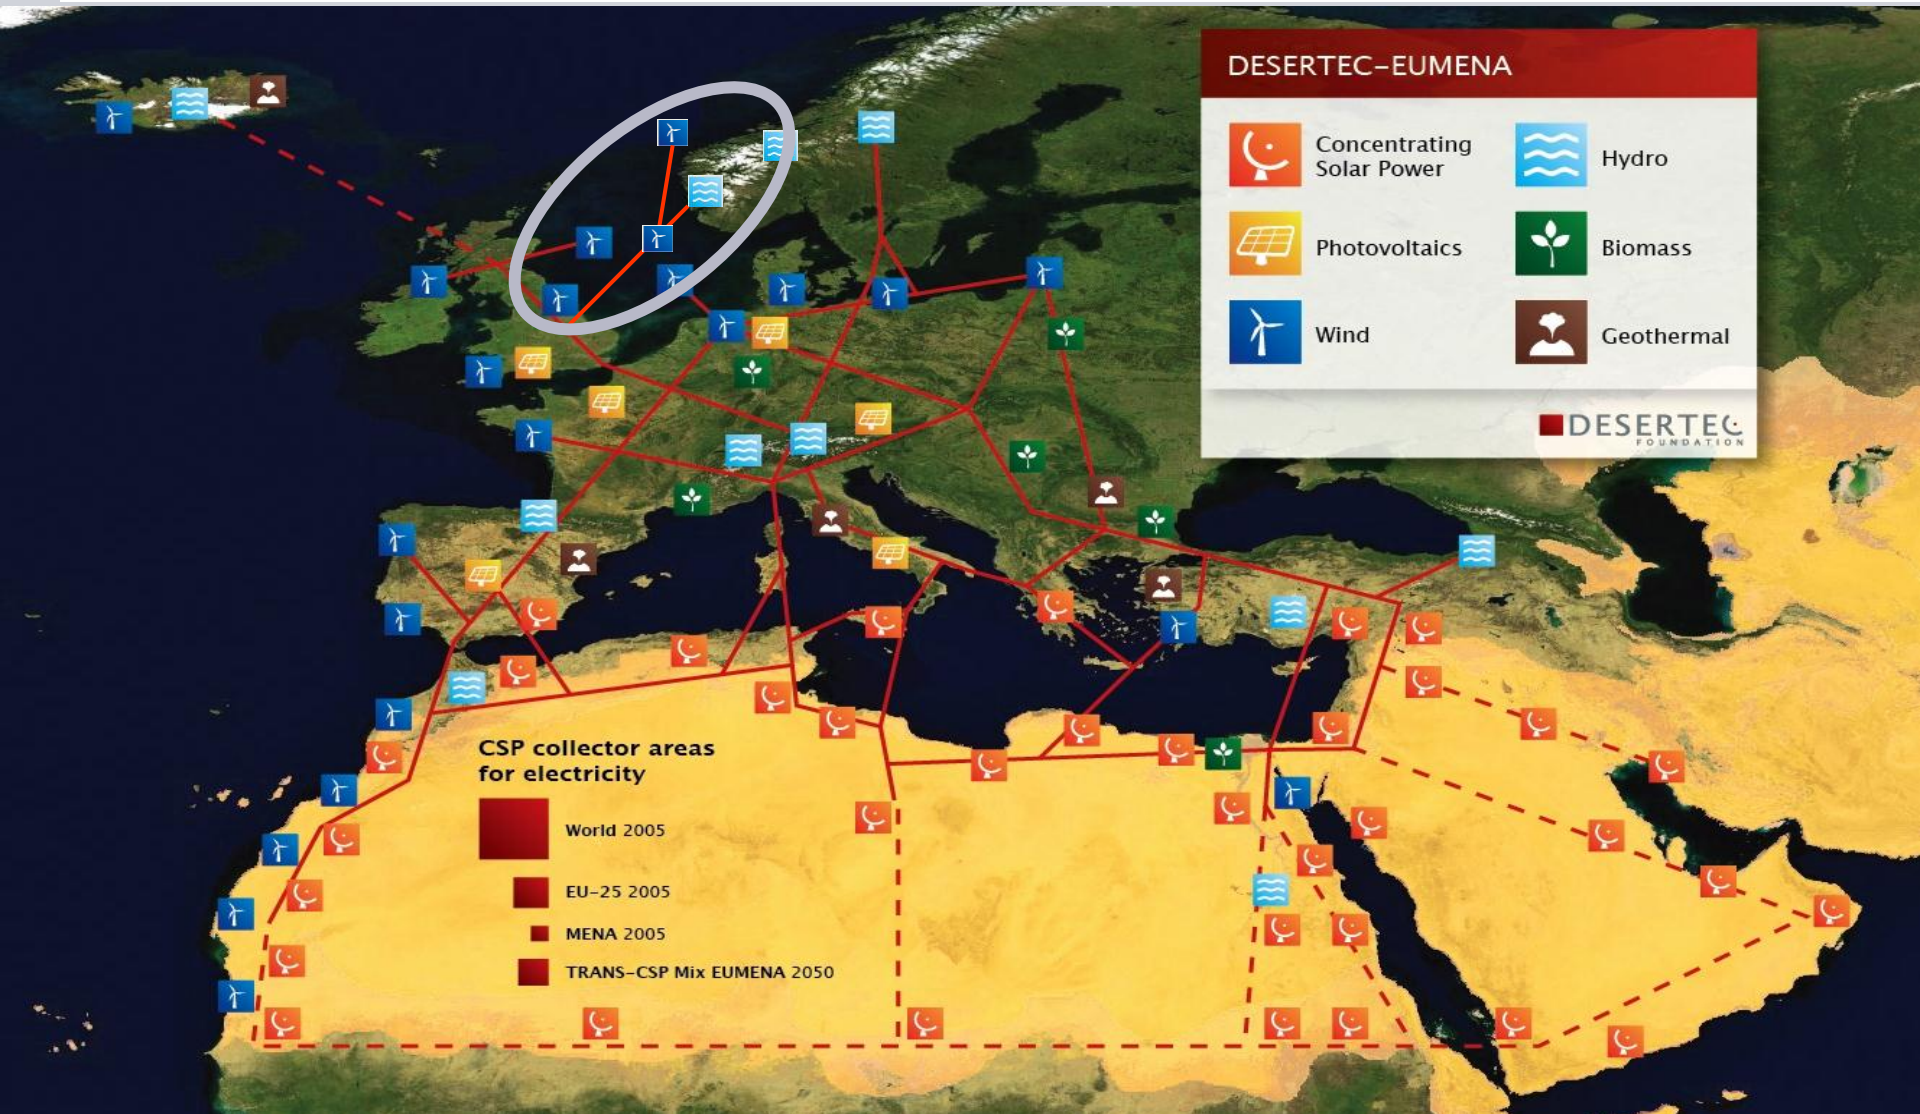 DESERTEC–EUMENA
Concentrating
Solar Power
Hydro
Photovoltaics
Biomass
Wind
Geothermal
DESERTEC
FOUNDATION
CSP collector areas
for electricity
World 2005
EU–25 2005
MENA 2005
TRANS–CSP Mix EUMENA 2050